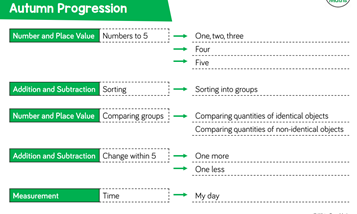 Autumn Progression
Number and Place Value Numbers to 5 One, two, three
Four
Five
Addition and Subtraction Sorting Sorting into groups
Number and Place Value Comparing groups Comparing quantities of identical objects
Comparing quantities of non-identical objects
Addition and Subtraction Change within 5 One more
One less
Measurement Time My day